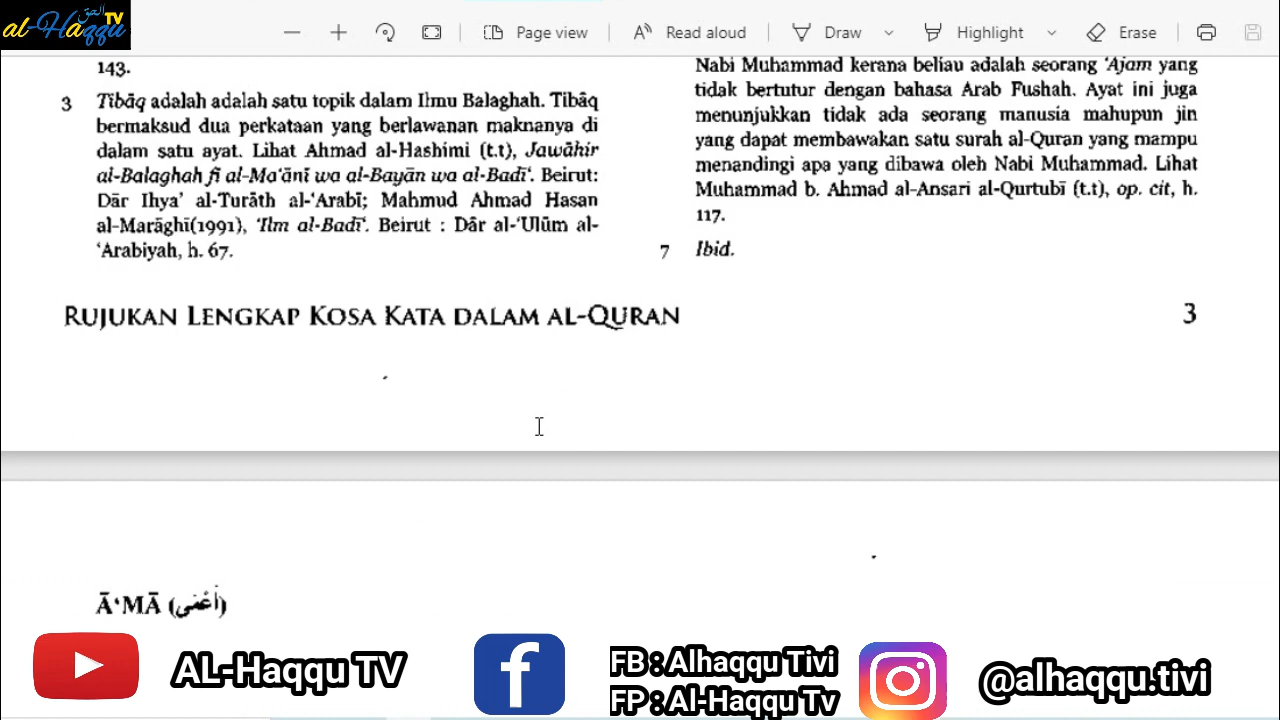 al-Haqqu TV
الحق
Page view
Read aloud
Draw
Highlight
Erase
143.
3 Tibāq adalah adalah satu topik dalam Ilmu Balaghah. Tibāq
bermaksud dua perkataan yang berlawanan maknanya di
dalam satu ayat. Lihat Ahmad al-Hashimi (t.t), Jawāhir
al-Balaghah fi al-Ma'ānī wa al-Bayān wa al-Badī‘. Beirut:
Dār Ihya’ al-Turāth al-‘Arabī; Mahmud Ahmad Hasan
al-Marāghī(1991), ‘Ilm al-Badī‘. Beirut : Dâr al-‘Ulūm al-
‘Arabiyah, h. 67.
Nabi Muhammad kerana beliau adalah seorang ‘Ajam yang
tidak bertutur dengan bahasa Arab Fushah. Ayat ini juga
menunjukkan tidak ada seorang manusia mahupun jin
yang dapat membawakan satu surah al-Quran yang mampu
menandingi apa yang dibawa oleh Nabi Muhammad. Lihat
Muhammad b. Ahmad al-Ansari al-Qurtubī (t.t), op. cit, h.
117.
7 Ibid.
RUJUKAN LENGKAP KOSA KATA DALAM AL-QURAN 3
Ā‘MĀ (أَعْمَى)
AL-Haqqu TV
FB : Alhaqqu Tivi
FP : Al-Haqqu Tv
@alhaqqu.tivi